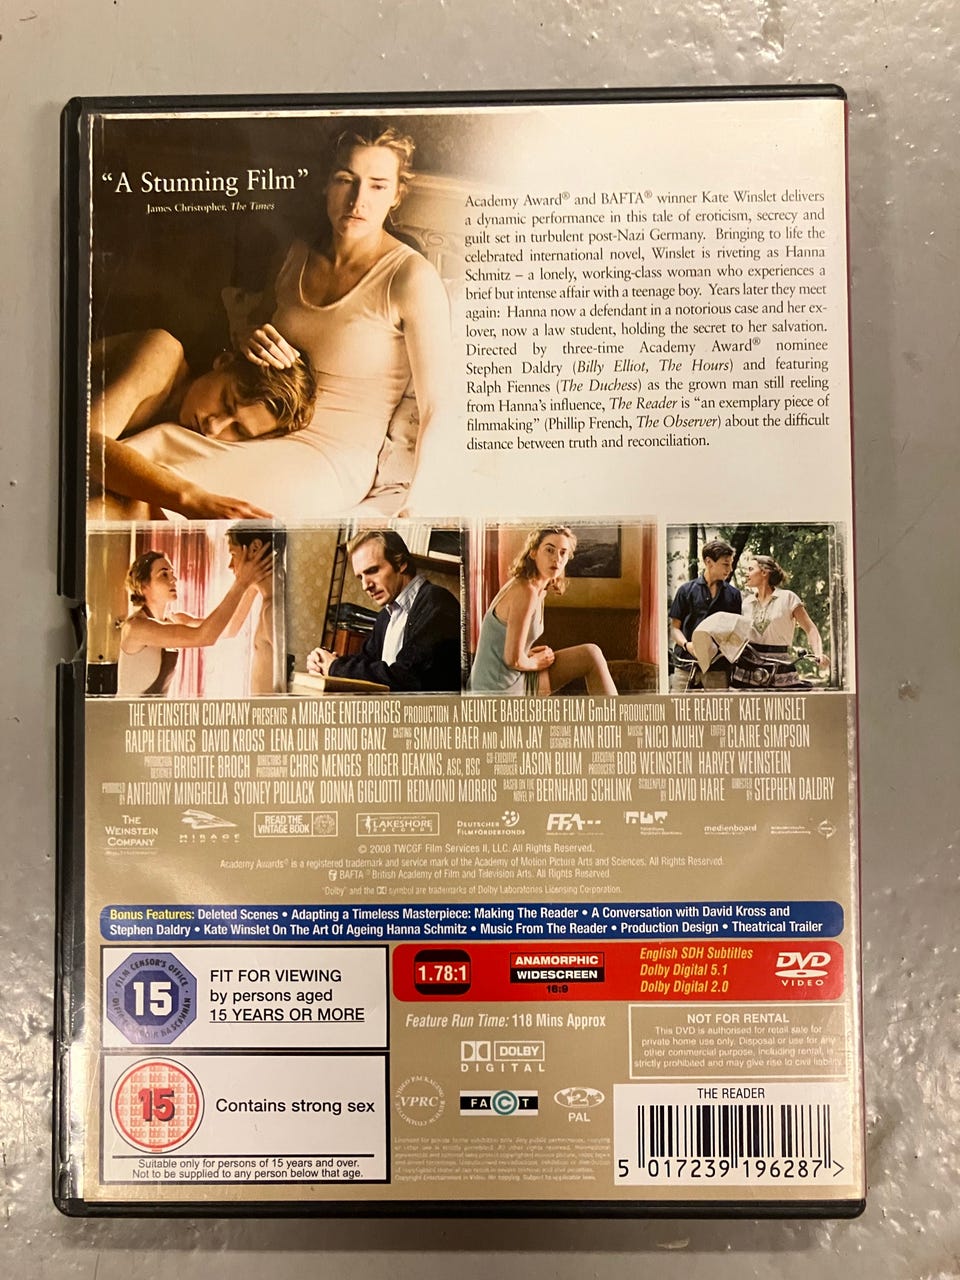 “A Stunning Film”
James Christopher, The Times
Academy Award® and BAFTA® winner Kate Winslet delivers
a dynamic performance in this tale of eroticism, secrecy and
guilt set in turbulent post-Nazi Germany. Bringing to life the
celebrated international novel, Winslet is riveting as Hanna
Schmitz – a lonely, working-class woman who experiences a
brief but intense affair with a teenage boy. Years later they meet
again: Hanna now a defendant in a notorious case and her ex-
lover, now a law student, holding the secret to her salvation.
Directed by three-time Academy Award® nominee
Stephen Daldry (Billy Elliot, The Hours) and featuring
Ralph Fiennes (The Duchess) as the grown man still reeling
from Hanna's influence, The Reader is “an exemplary piece of
filmmaking” (Phillip French, The Observer) about the difficult
distance between truth and reconciliation.
THE WEINSTEIN COMPANY PRESENTS A MIRAGE ENTERPRISES PRODUCTION A NEUNTE BABELSBERG FILM GmbH PRODUCTION "THE READER" KATE WINSLET
RALPH FIENNES DAVID KROSS LENA OLIN BRUNO GANZ CASTING BY SIMONE BAER AND JINA JAY COSTUME DESIGNER ANN ROTH MUSIC BY NICO MUHLY EDITED BY CLAIRE SIMPSON
PRODUCTION DESIGNER BRIGITTE BROCH DIRECTORS OF PHOTOGRAPHY CHRIS MENGES ROGER DEAKINS, ASC, BSC CO-EXECUTIVE PRODUCER JASON BLUM EXECUTIVE PRODUCERS BOB WEINSTEIN HARVEY WEINSTEIN
PRODUCED BY ANTHONY MINGHELLA SYDNEY POLLACK DONNA GIGLIOTTI REDMOND MORRIS BASED ON THE NOVEL BY BERNHARD SCHLINK SCREENPLAY BY DAVID HARE DIRECTED BY STEPHEN DALDRY
THE WEINSTEIN COMPANY MIRAGE READ THE VINTAGE BOOK LAKESHORE RECORDS DEUTSCHER FILMFÖRDERFONDS FFA medienboard
© 2008 TWCGF Film Services II, LLC. All Rights Reserved.
Academy Awards® is a registered trademark and service mark of the Academy of Motion Picture Arts and Sciences. All Rights Reserved.
BAFTA ® British Academy of Film and Television Arts. All Rights Reserved.
"Dolby" and the symbol are trademarks of Dolby Laboratories Licensing Corporation.
Bonus Features: Deleted Scenes • Adapting a Timeless Masterpiece: Making The Reader • A Conversation with David Kross and
Stephen Daldry • Kate Winslet On The Art Of Ageing Hanna Schmitz • Music From The Reader • Production Design • Theatrical Trailer
FILM CENSOR'S OFFICE
15
FIT FOR VIEWING
by persons aged
15 YEARS OR MORE
1.78:1
ANAMORPHIC
WIDESCREEN
16:9
English SDH Subtitles
Dolby Digital 5.1
Dolby Digital 2.0
DVD
VIDEO
Feature Run Time: 118 Mins Approx
DOLBY
DIGITAL
NOT FOR RENTAL
This DVD is authorised for retail sale for
private home use only. Disposal or use for any
other commercial purpose, including rental, is
strictly prohibited and may give rise to civil liability
15
Contains strong sex
Suitable only for persons of 15 years and over.
Not to be supplied to any person below that age.
VIDEO PACKAGING REVIEW COMMITTEE
VPRC
FACT
2
PAL
THE READER
5 017239 196287 >